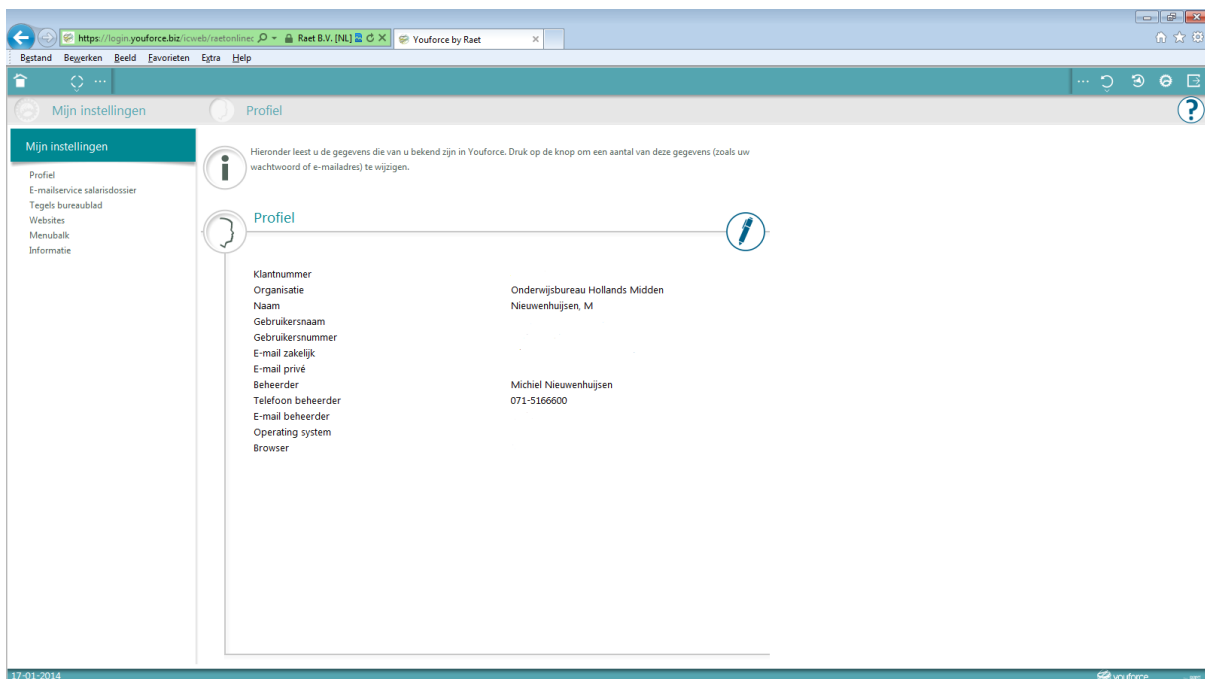 https://login.youforce.biz/icweb/raetonlinec
Raet B.V. [NL]
Youforce by Raet
Bestand Bewerken Beeld Favorieten Extra Help
Mijn instellingen
Profiel
?
Mijn instellingen
Profiel
E-mailservice salarisdossier
Tegels bureaublad
Websites
Menubalk
Informatie
Hieronder leest u de gegevens die van u bekend zijn in Youforce. Druk op de knop om een aantal van deze gegevens (zoals uw
wachtwoord of e-mailadres) te wijzigen.
Profiel
Klantnummer
Organisatie Onderwijsbureau Hollands Midden
Naam Nieuwenhuijsen, M
Gebruikersnaam
Gebruikersnummer
E-mail zakelijk
E-mail privé
Beheerder Michiel Nieuwenhuijsen
Telefoon beheerder 071-5166600
E-mail beheerder
Operating system
Browser
17-01-2014
youforce